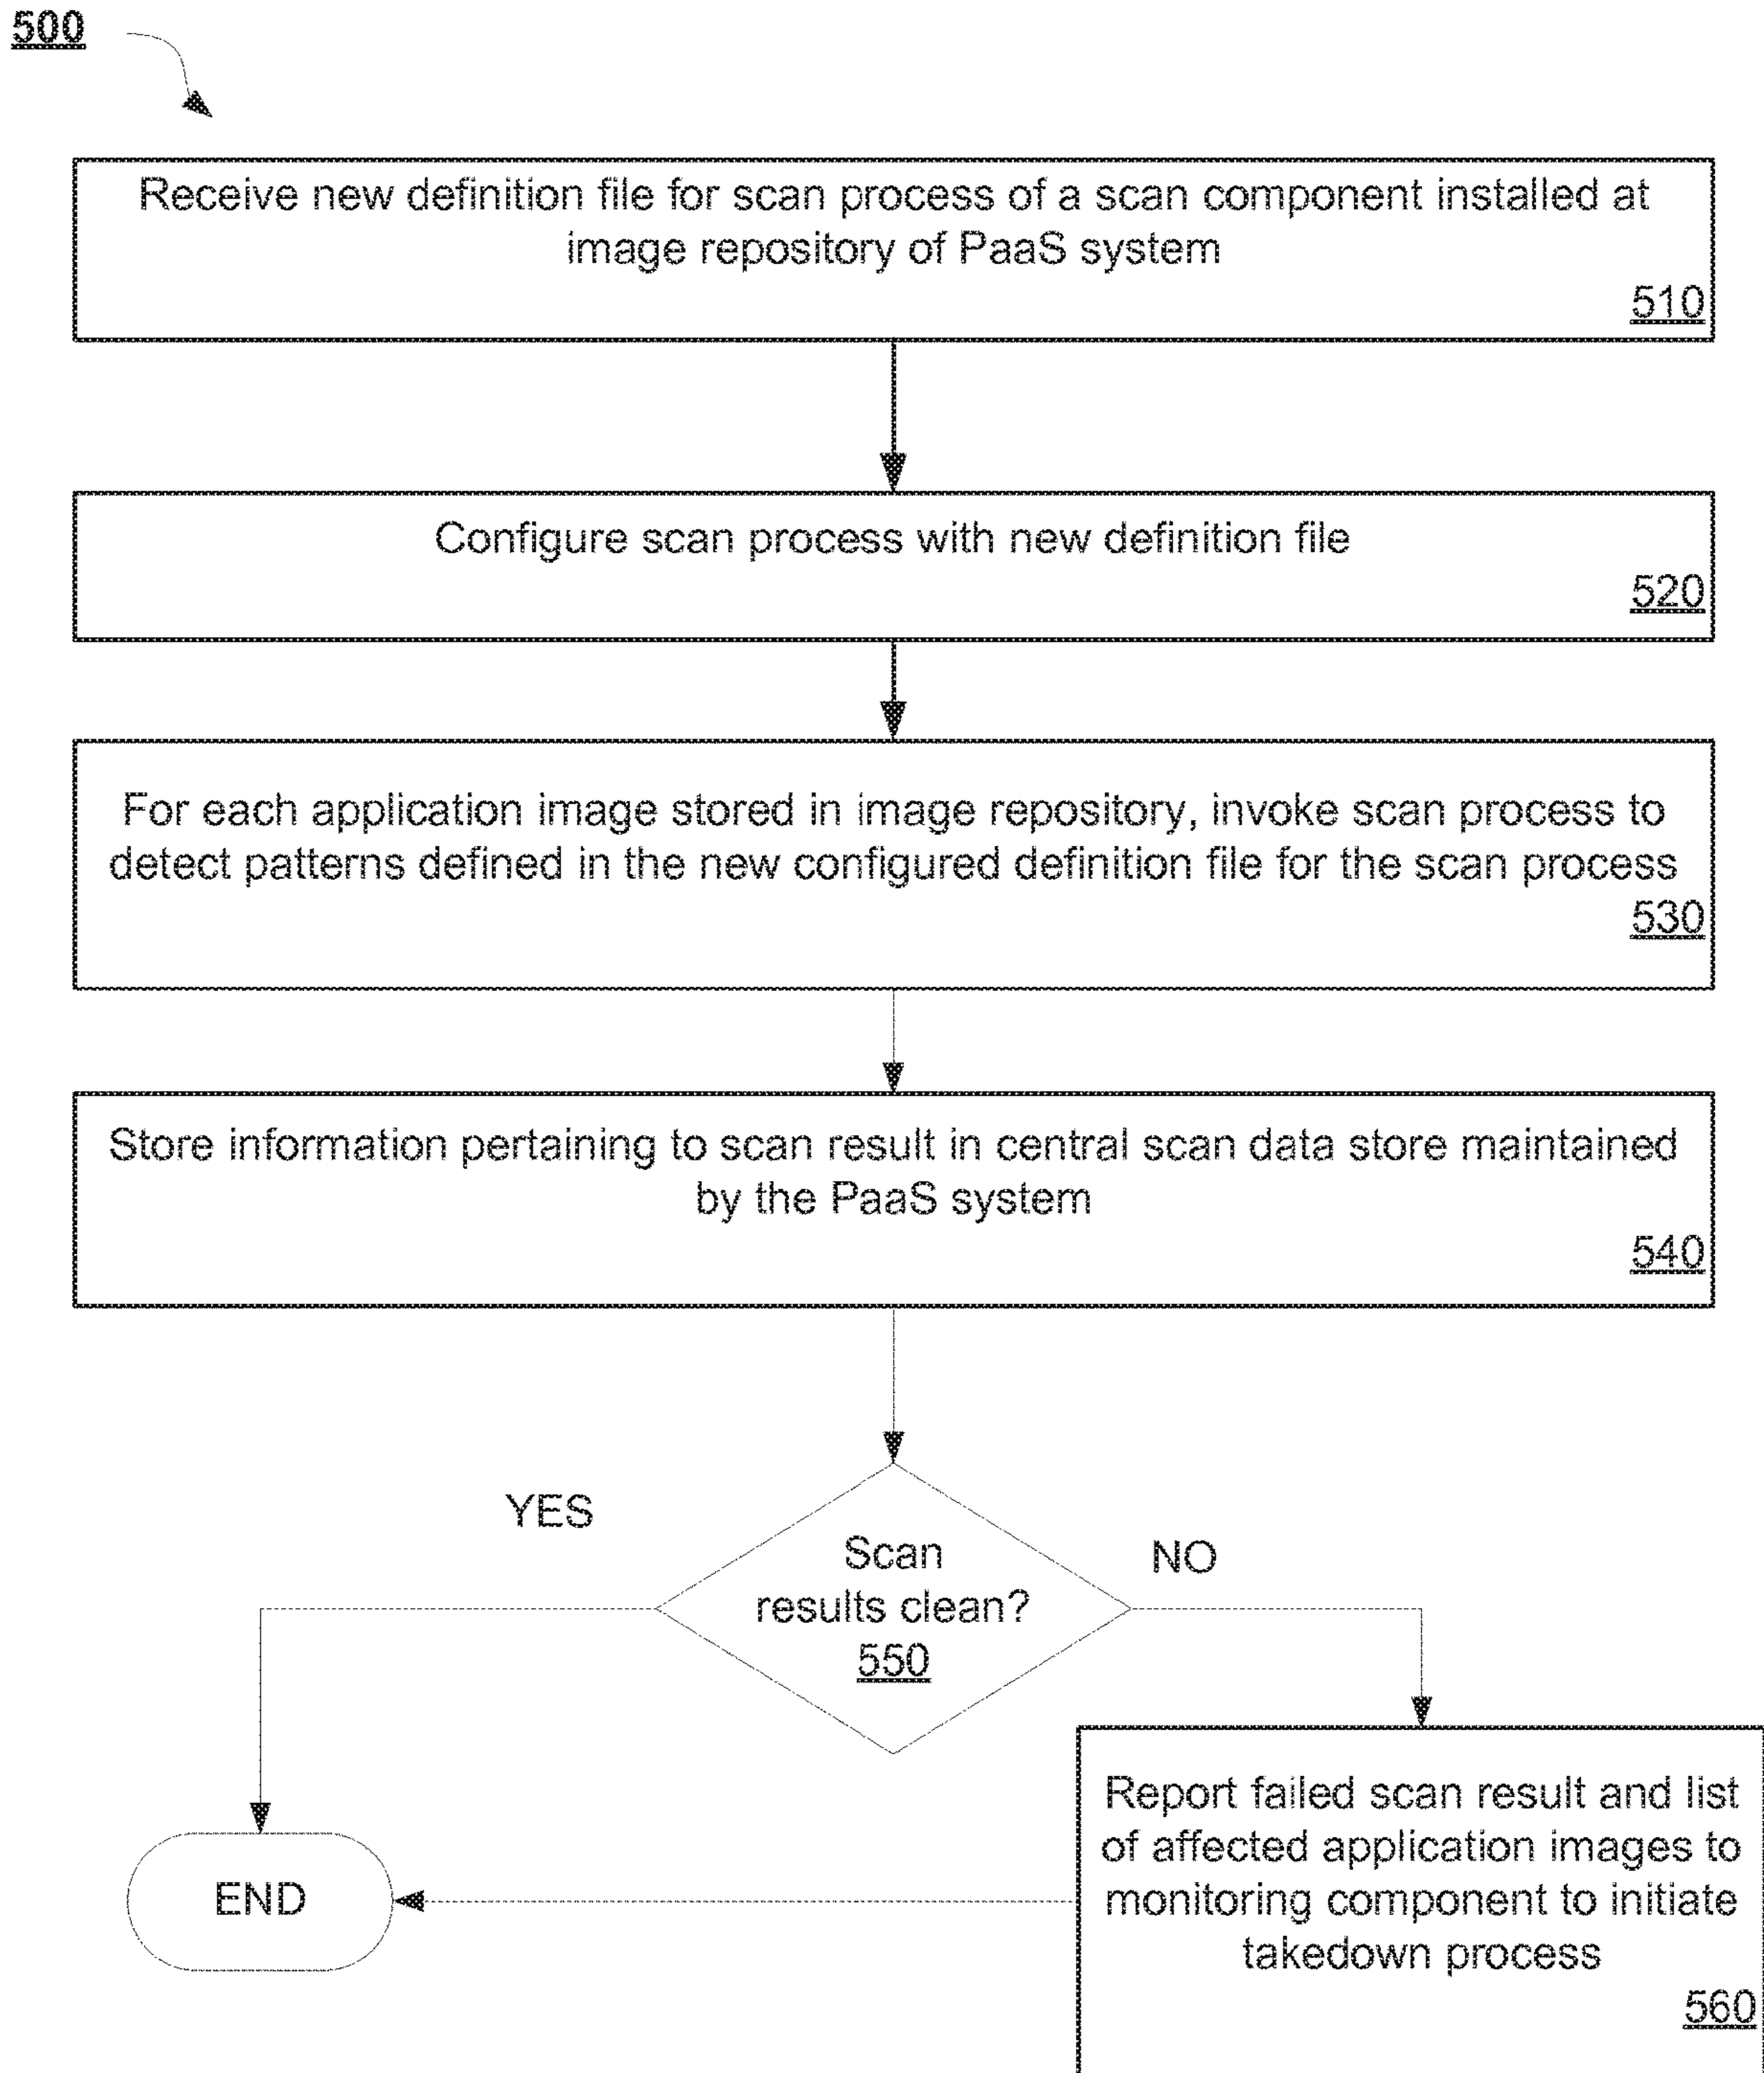 500
Receive new definition file for scan process of a scan component installed at
image repository of PaaS system
510
Configure scan process with new definition file
520
For each application image stored in image repository, invoke scan process to
detect patterns defined in the new configured definition file for the scan process
530
Store information pertaining to scan result in central scan data store maintained
by the PaaS system
540
YES
NO
Scan
results clean?
550
Report failed scan result and list
of affected application images to
monitoring component to initiate
takedown process
560
END